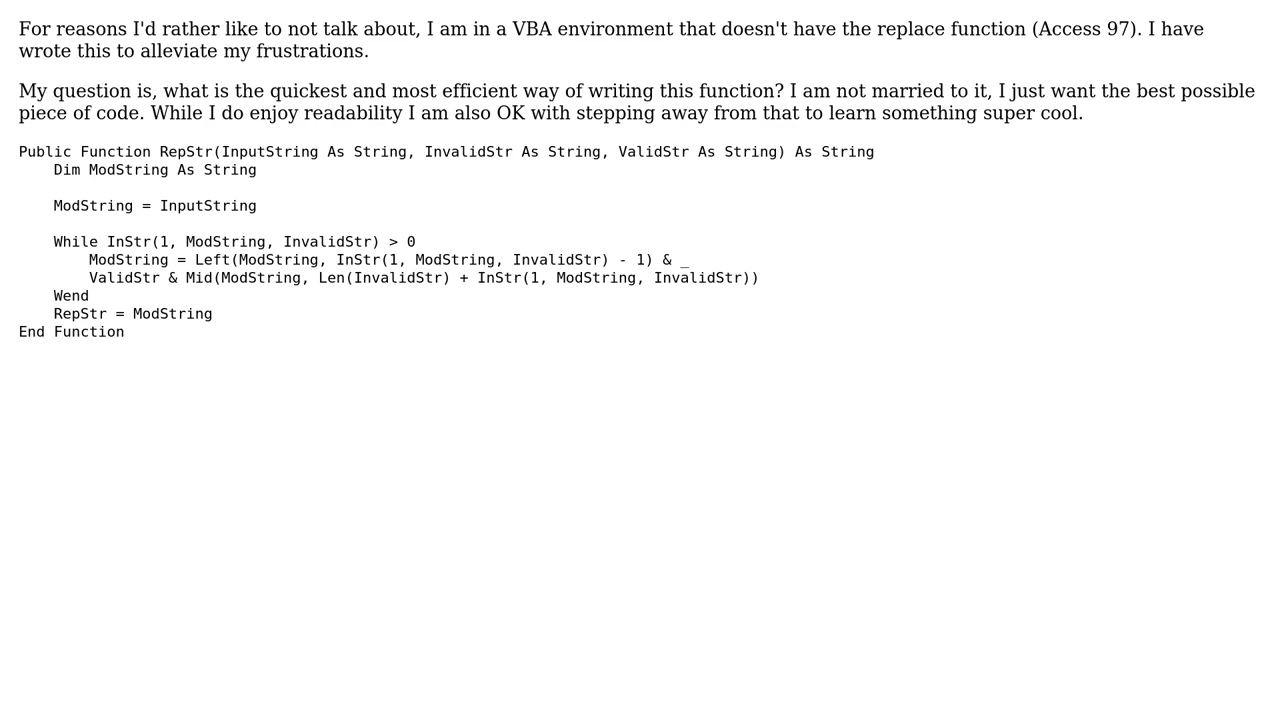 For reasons I'd rather like to not talk about, I am in a VBA environment that doesn't have the replace function (Access 97). I have
wrote this to alleviate my frustrations.
My question is, what is the quickest and most efficient way of writing this function? I am not married to it, I just want the best possible
piece of code. While I do enjoy readability I am also OK with stepping away from that to learn something super cool.
Public Function RepStr(InputString As String, InvalidStr As String, ValidStr As String) As String
    Dim ModString As String
    ModString = InputString
    While InStr(1, ModString, InvalidStr) > 0
        ModString = Left(ModString, InStr(1, ModString, InvalidStr) - 1) & _
        ValidStr & Mid(ModString, Len(InvalidStr) + InStr(1, ModString, InvalidStr))
    Wend
    RepStr = ModString
End Function